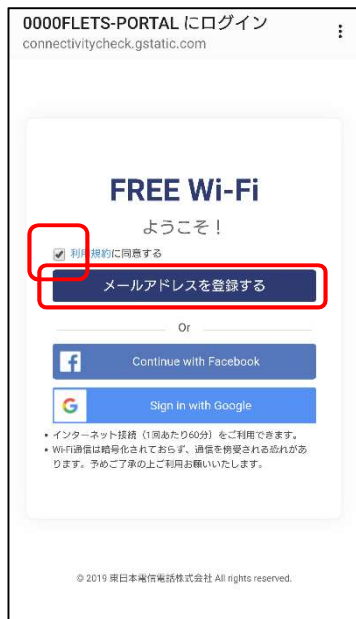 0000FLETS-PORTAL にログイン
connectivitycheck.gstatic.com
FREE Wi-Fi
ようこそ！
利用規約に同意する
メールアドレスを登録する
Or
Continue with Facebook
Sign in with Google
• インターネット接続（1回あたり60分）をご利用できます。
• Wi-Fi通信は暗号化されておらず、通信を傍受される恐れがあ
ります。予めご了承の上ご利用お願いいたします。
© 2019 東日本電信電話株式会社 All rights reserved.